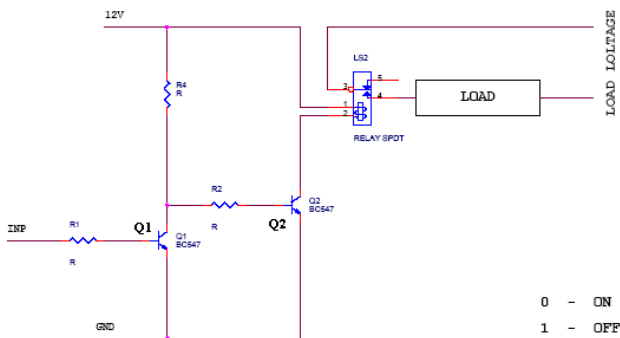 12V
LS2
5
3
4
1
2
RELAY SPDT
LOAD
LOAD LOLTAGE
R4
R
R2
R
Q2
BC547
Q2
INP
R1
R
Q1
Q1
BC547
GND
0 - ON
1 - OFF